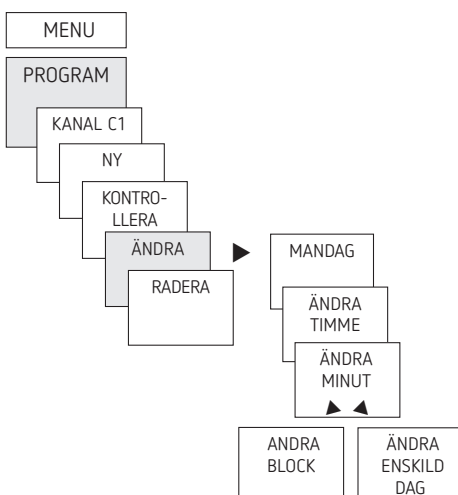 MENU
PROGRAM
KANAL C1
NY
KONTRO-
LLERA
ÄNDRA
RADERA
MANDAG
ÄNDRA
TIMME
ÄNDRA
MINUT
ANDRA
BLOCK
ÄNDRA
ENSKILD
DAG